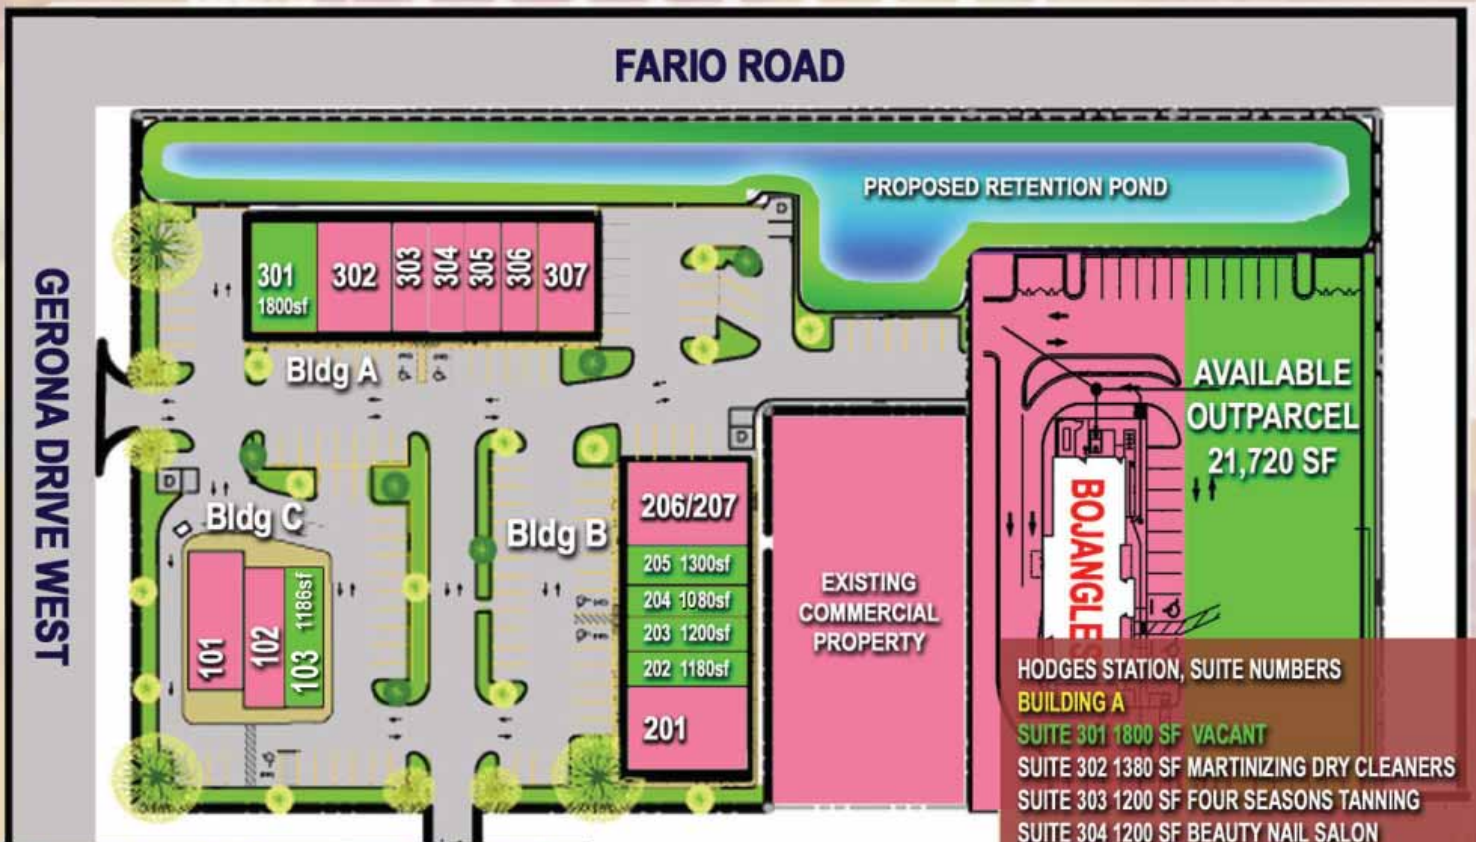 FARIO ROAD
GERONA DRIVE WEST
PROPOSED RETENTION POND
D
301
1800sf
302
303
304
305
306
307
Bldg A
AVAILABLE
OUTPARCEL
21,720 SF
D
D
Bldg C
Bldg B
206/207
205 1300sf
204 1080sf
203 1200sf
202 1180sf
201
101
102
103 1186sf
EXISTING
COMMERCIAL
PROPERTY
BOJANGLES
HODGES STATION, SUITE NUMBERS
BUILDING A
SUITE 301 1800 SF VACANT
SUITE 302 1380 SF MARTINIZING DRY CLEANERS
SUITE 303 1200 SF FOUR SEASONS TANNING
SUITE 304 1200 SF BEAUTY NAIL SALON